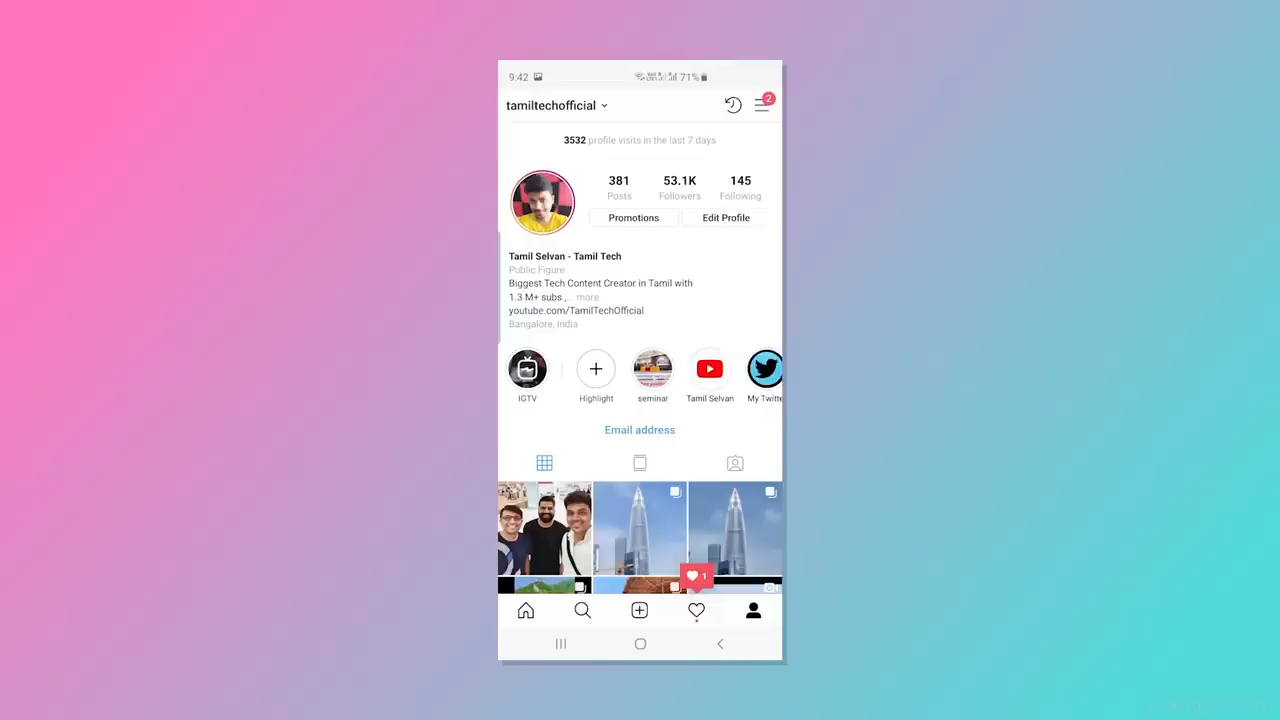 9:42 71%
tamiltechofficial 2
3532 profile visits in the last 7 days
381 53.1K 145
Posts Followers Following
Promotions Edit Profile
Tamil Selvan - Tamil Tech
Public Figure
Biggest Tech Content Creator in Tamil with
1.3 M+ subs ,... more
youtube.com/TamilTechOfficial
Bangalore, India
IGTV Highlight seminar Tamil Selvan My Twitte
Email address
1